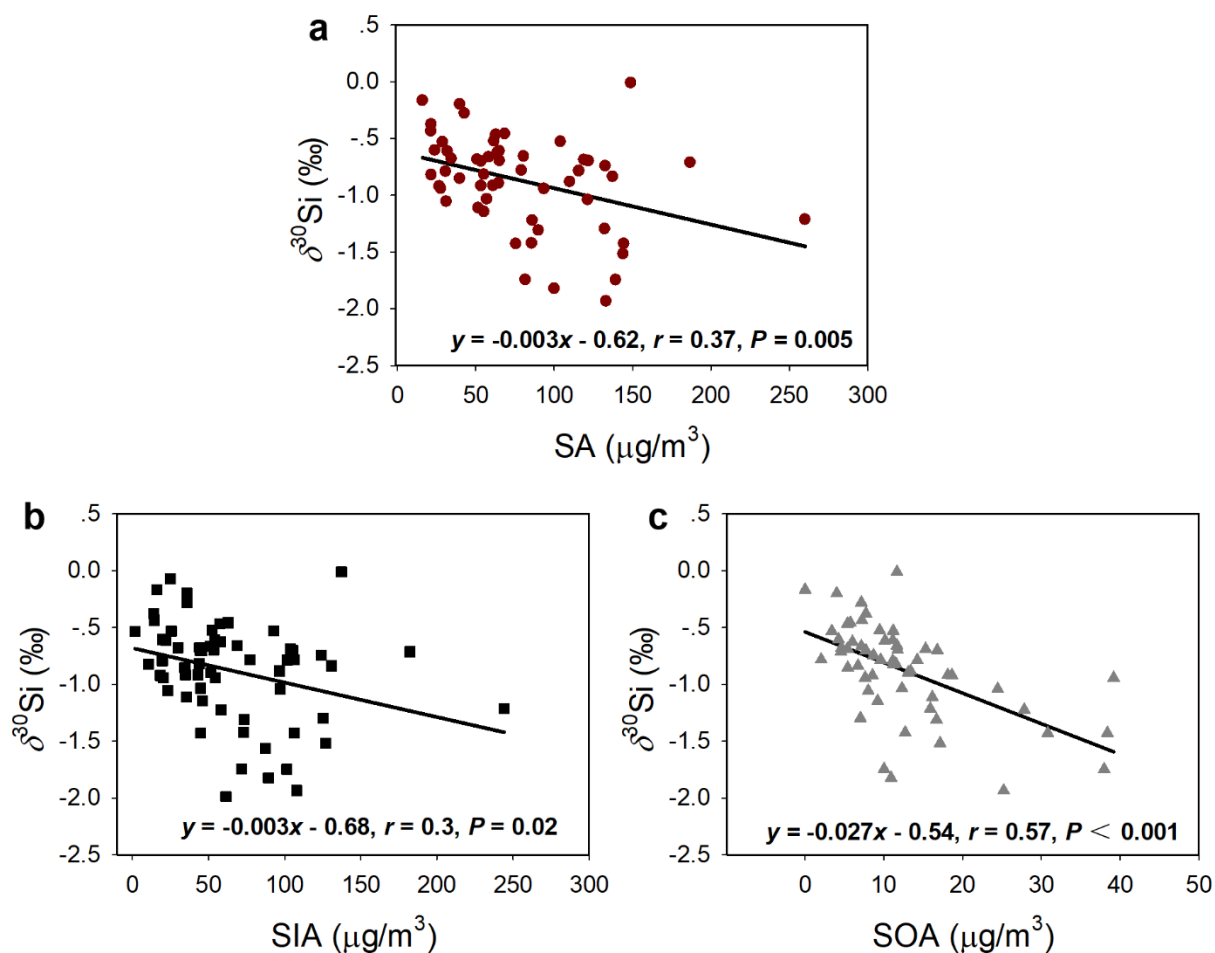 a
.5
0.0
-.5
-1.0
-1.5
-2.0
-2.5
δ³⁰Si (‰)
y = -0.003x - 0.62, r = 0.37, P = 0.005
0 50 100 150 200 250 300
SA (μg/m³)
b
.5
0.0
-.5
-1.0
-1.5
-2.0
-2.5
δ³⁰Si (‰)
y = -0.003x - 0.68, r = 0.3, P = 0.02
0 50 100 150 200 250 300
SIA (μg/m³)
c
.5
0.0
-.5
-1.0
-1.5
-2.0
-2.5
δ³⁰Si (‰)
y = -0.027x - 0.54, r = 0.57, P < 0.001
0 10 20 30 40 50
SOA (μg/m³)